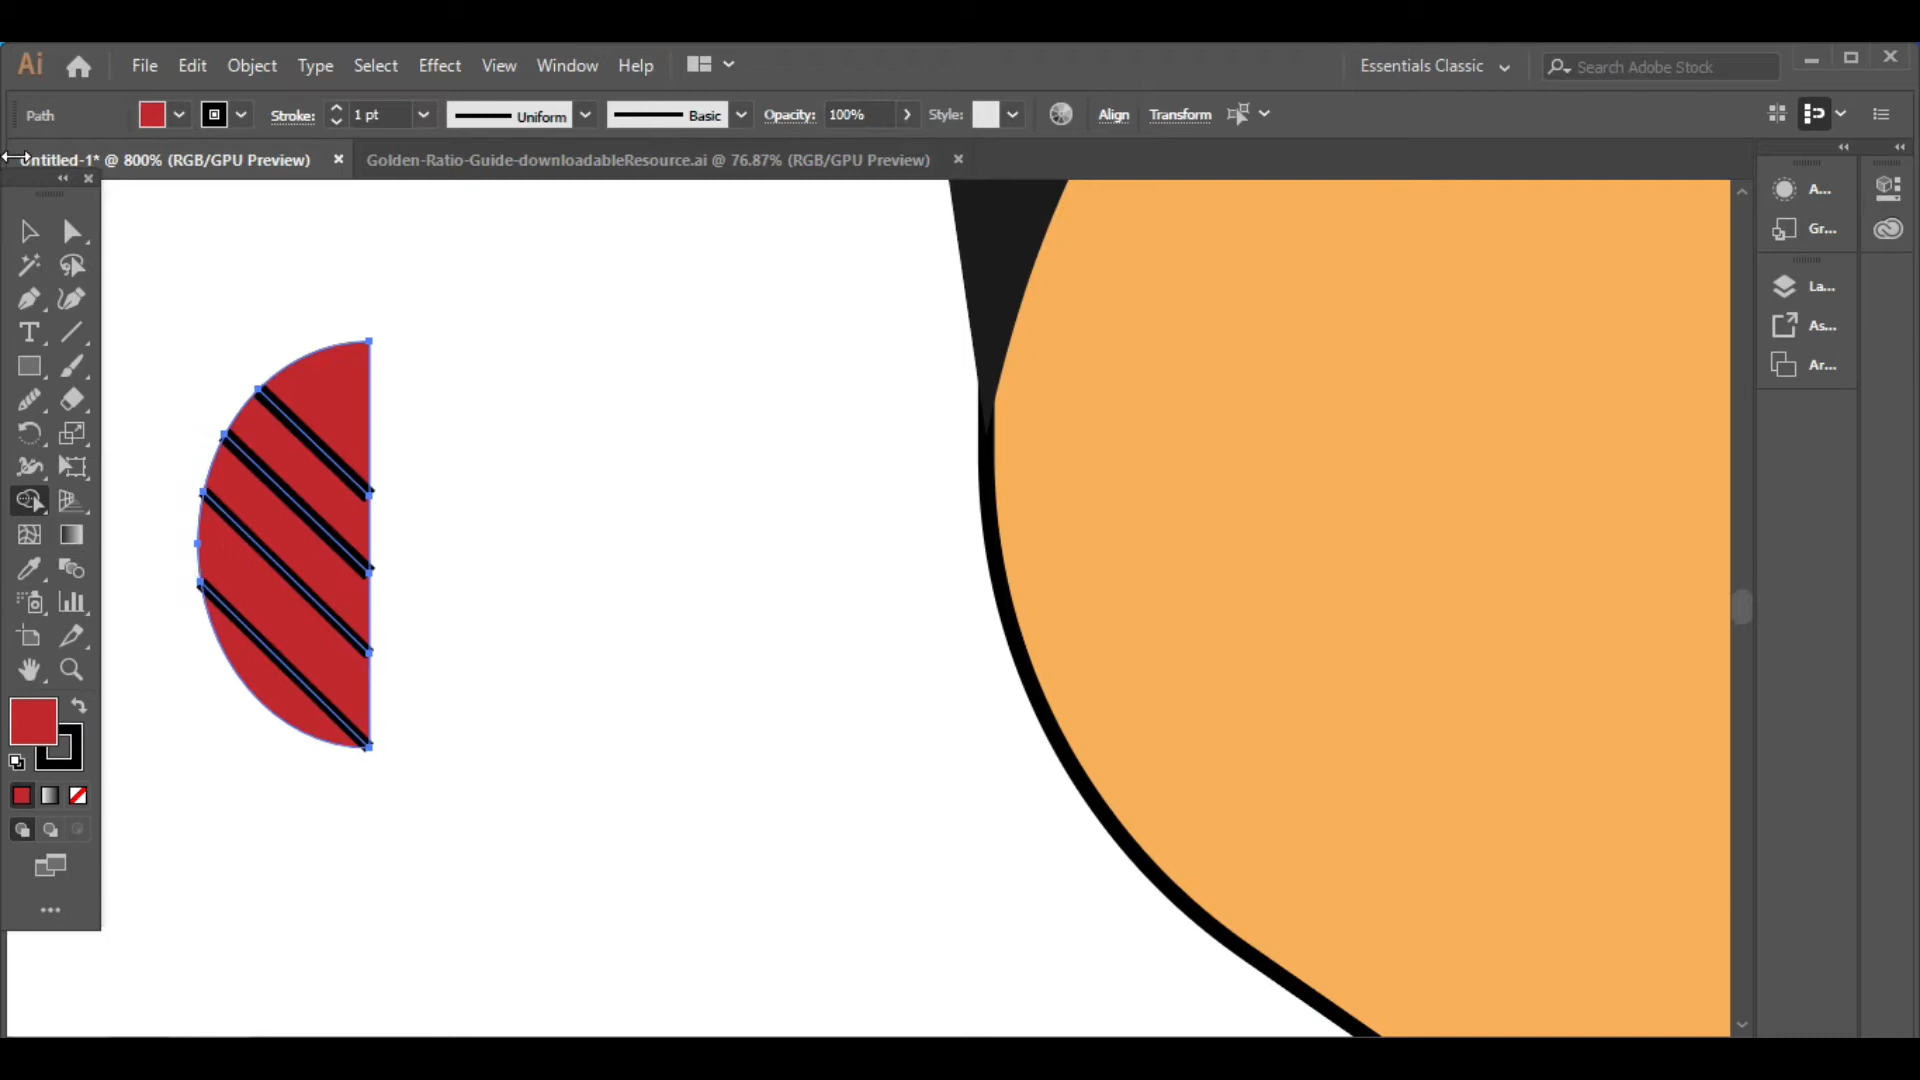 Ai File Edit Object Type Select Effect View Window Help Essentials Classic Search Adobe Stock
Path Stroke: 1 pt Uniform Basic Opacity: 100% Style: Align Transform
ntitled-1* @ 800% (RGB/GPU Preview) Golden-Ratio-Guide-downloadableResource.ai @ 76.87% (RGB/GPU Preview)
A...
Gr...
La...
As...
Ar...